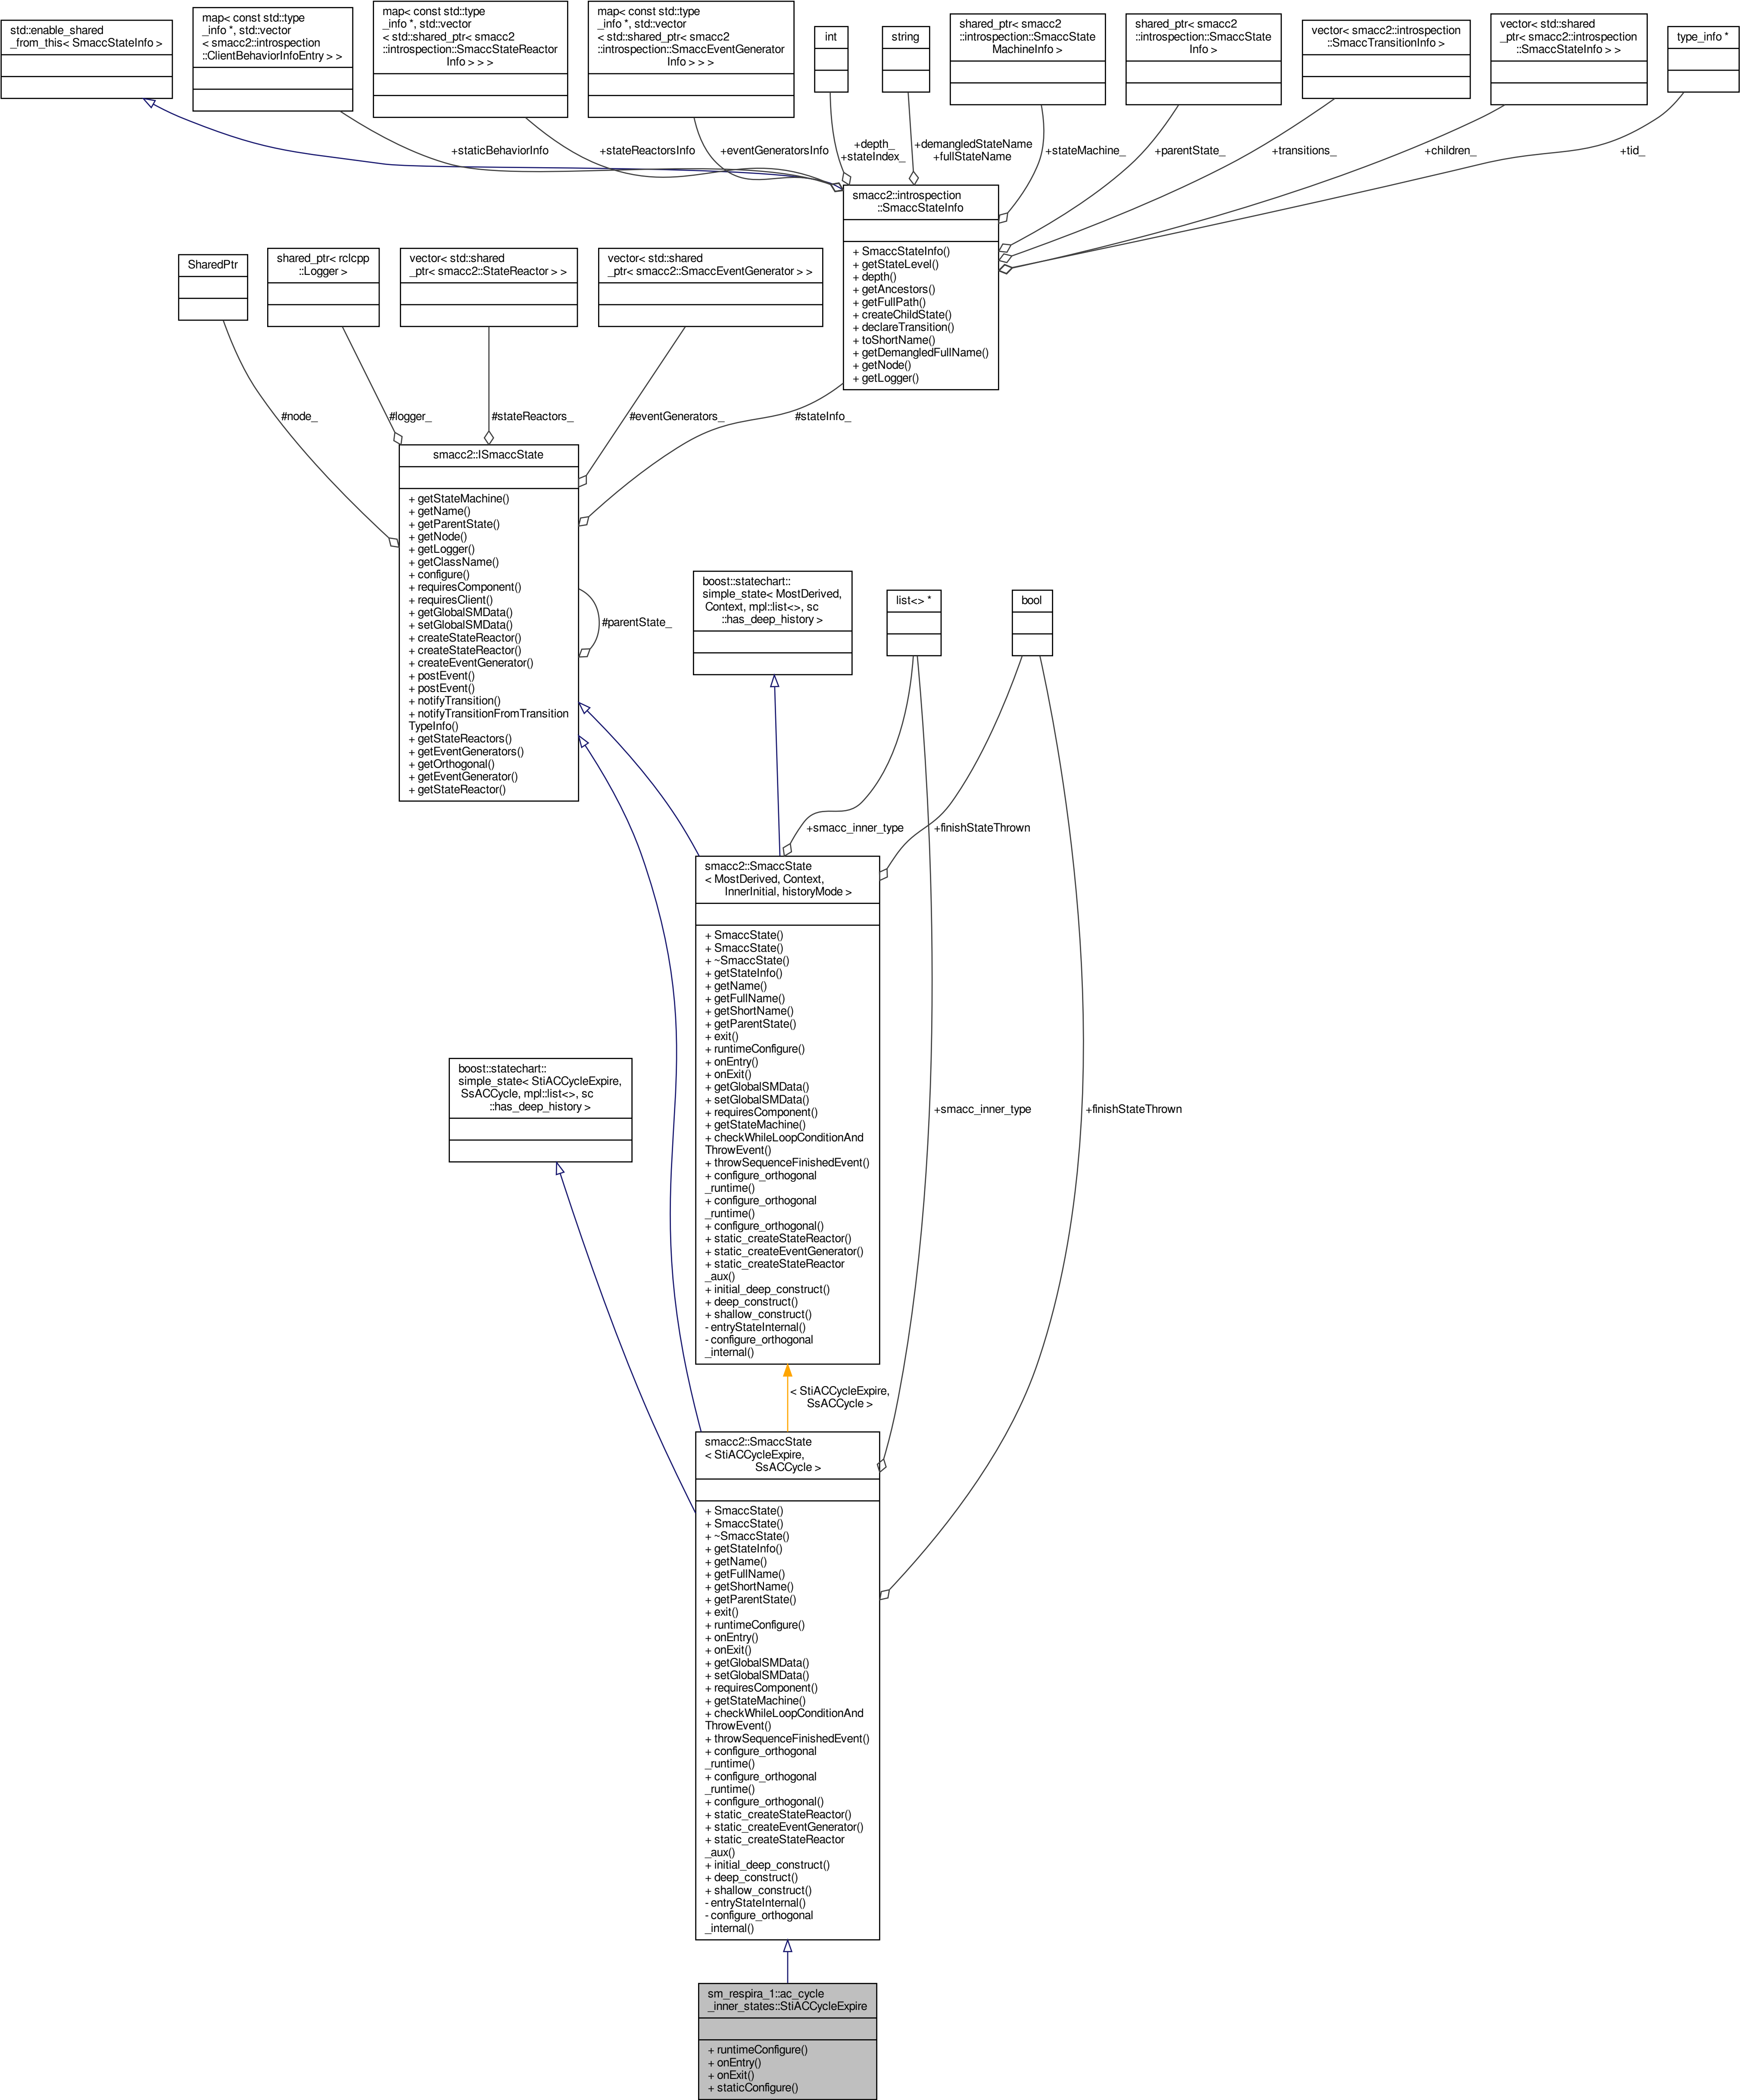 std::enable_shared
_from_this< SmaccStateInfo >
map< const std::type
_info *, std::vector
< smacc2::introspection
::ClientBehaviorInfoEntry > >
map< const std::type
_info *, std::vector
< std::shared_ptr< smacc2
::introspection::SmaccStateReactor
Info > > >
map< const std::type
_info *, std::vector
< std::shared_ptr< smacc2
::introspection::SmaccEventGenerator
Info > > >
int
string
shared_ptr< smacc2
::introspection::SmaccState
MachineInfo >
shared_ptr< smacc2
::introspection::SmaccState
Info >
vector< smacc2::introspection
::SmaccTransitionInfo >
vector< std::shared
_ptr< smacc2::introspection
::SmaccStateInfo > >
type_info *
+staticBehaviorInfo
+stateReactorsInfo
+eventGeneratorsInfo
+depth_
+stateIndex_
+demangledStateName
+fullStateName
+stateMachine_
+parentState_
+transitions_
+children_
+tid_
smacc2::introspection
::SmaccStateInfo
+ SmaccStateInfo()
+ getStateLevel()
+ depth()
+ getAncestors()
+ getFullPath()
+ createChildState()
+ declareTransition()
+ toShortName()
+ getDemangledFullName()
+ getNode()
+ getLogger()
SharedPtr
shared_ptr< rclcpp
::Logger >
vector< std::shared
_ptr< smacc2::StateReactor > >
vector< std::shared
_ptr< smacc2::SmaccEventGenerator > >
#node_
#logger_
#stateReactors_
#eventGenerators_
#stateInfo_
smacc2::ISmaccState
+ getStateMachine()
+ getName()
+ getParentState()
+ getNode()
+ getLogger()
+ getClassName()
+ configure()
+ requiresComponent()
+ requiresClient()
+ getGlobalSMData()
+ setGlobalSMData()
+ createStateReactor()
+ createStateReactor()
+ createEventGenerator()
+ postEvent()
+ postEvent()
+ notifyTransition()
+ notifyTransitionFromTransition
TypeInfo()
+ getStateReactors()
+ getEventGenerators()
+ getOrthogonal()
+ getEventGenerator()
+ getStateReactor()
#parentState_
boost::statechart::
simple_state< MostDerived,
Context, mpl::list<>, sc
::has_deep_history >
list<> *
bool
+smacc_inner_type
+finishStateThrown
smacc2::SmaccState
< MostDerived, Context,
InnerInitial, historyMode >
+ SmaccState()
+ SmaccState()
+ ~SmaccState()
+ getStateInfo()
+ getName()
+ getFullName()
+ getShortName()
+ getParentState()
+ exit()
+ runtimeConfigure()
+ onEntry()
+ onExit()
+ getGlobalSMData()
+ setGlobalSMData()
+ requiresComponent()
+ getStateMachine()
+ checkWhileLoopConditionAnd
ThrowEvent()
+ throwSequenceFinishedEvent()
+ configure_orthogonal
_runtime()
+ configure_orthogonal
_runtime()
+ configure_orthogonal()
+ static_createStateReactor()
+ static_createEventGenerator()
+ static_createStateReactor
_aux()
+ initial_deep_construct()
+ deep_construct()
+ shallow_construct()
- entryStateInternal()
- configure_orthogonal
_internal()
boost::statechart::
simple_state< StiACCycleExpire,
SsACCycle, mpl::list<>, sc
::has_deep_history >
+smacc_inner_type
+finishStateThrown
< StiACCycleExpire,
SsACCycle >
smacc2::SmaccState
< StiACCycleExpire,
SsACCycle >
+ SmaccState()
+ SmaccState()
+ ~SmaccState()
+ getStateInfo()
+ getName()
+ getFullName()
+ getShortName()
+ getParentState()
+ exit()
+ runtimeConfigure()
+ onEntry()
+ onExit()
+ getGlobalSMData()
+ setGlobalSMData()
+ requiresComponent()
+ getStateMachine()
+ checkWhileLoopConditionAnd
ThrowEvent()
+ throwSequenceFinishedEvent()
+ configure_orthogonal
_runtime()
+ configure_orthogonal
_runtime()
+ configure_orthogonal()
+ static_createStateReactor()
+ static_createEventGenerator()
+ static_createStateReactor
_aux()
+ initial_deep_construct()
+ deep_construct()
+ shallow_construct()
- entryStateInternal()
- configure_orthogonal
_internal()
sm_respira_1::ac_cycle
_inner_states::StiACCycleExpire
+ runtimeConfigure()
+ onEntry()
+ onExit()
+ staticConfigure()